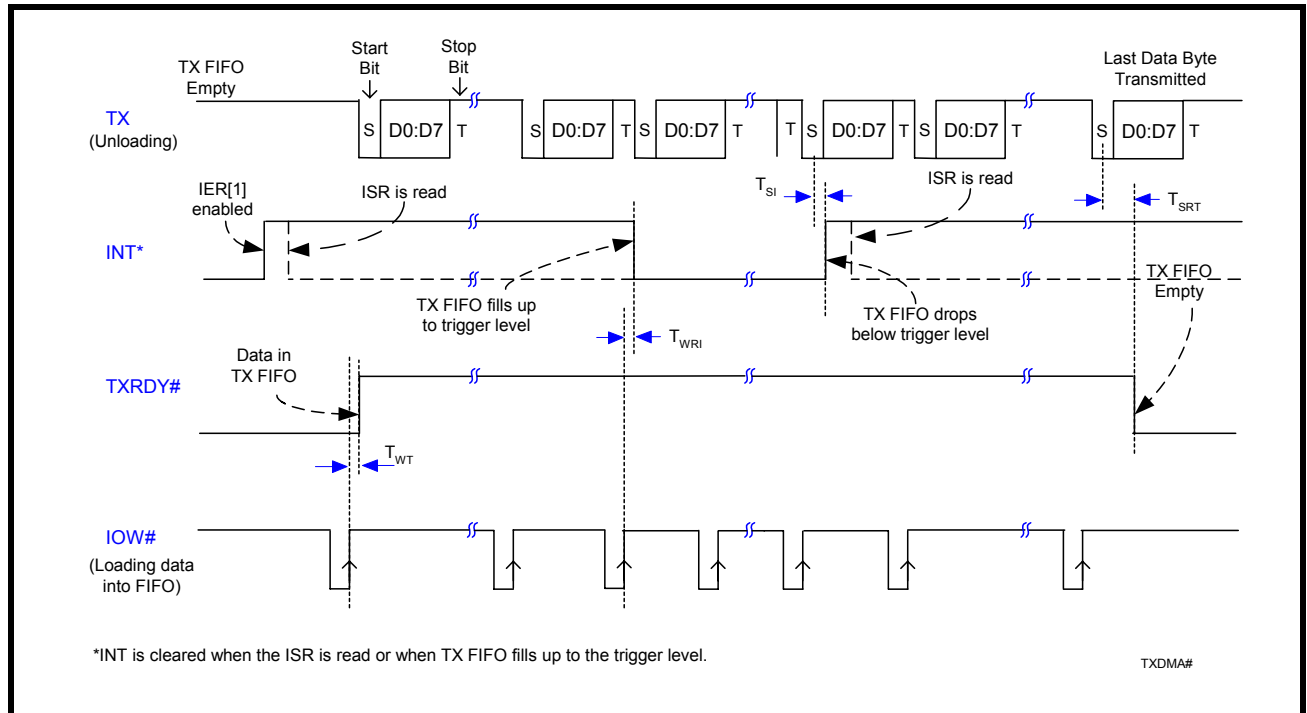 Start
Bit
Stop
Bit
TX FIFO
Empty
Last Data Byte
Transmitted
TX
(Unloading)
S D0:D7 T S D0:D7 T S D0:D7 T T S D0:D7 T S D0:D7 T S D0:D7 T
IER[1]
enabled
ISR is read
TSI
ISR is read
TSRT
INT*
TX FIFO fills up
to trigger level
TX FIFO drops
below trigger level
TX FIFO
Empty
TWRI
Data in
TX FIFO
TXRDY#
TWT
IOW#
(Loading data
into FIFO)
*INT is cleared when the ISR is read or when TX FIFO fills up to the trigger level.
TXDMA#